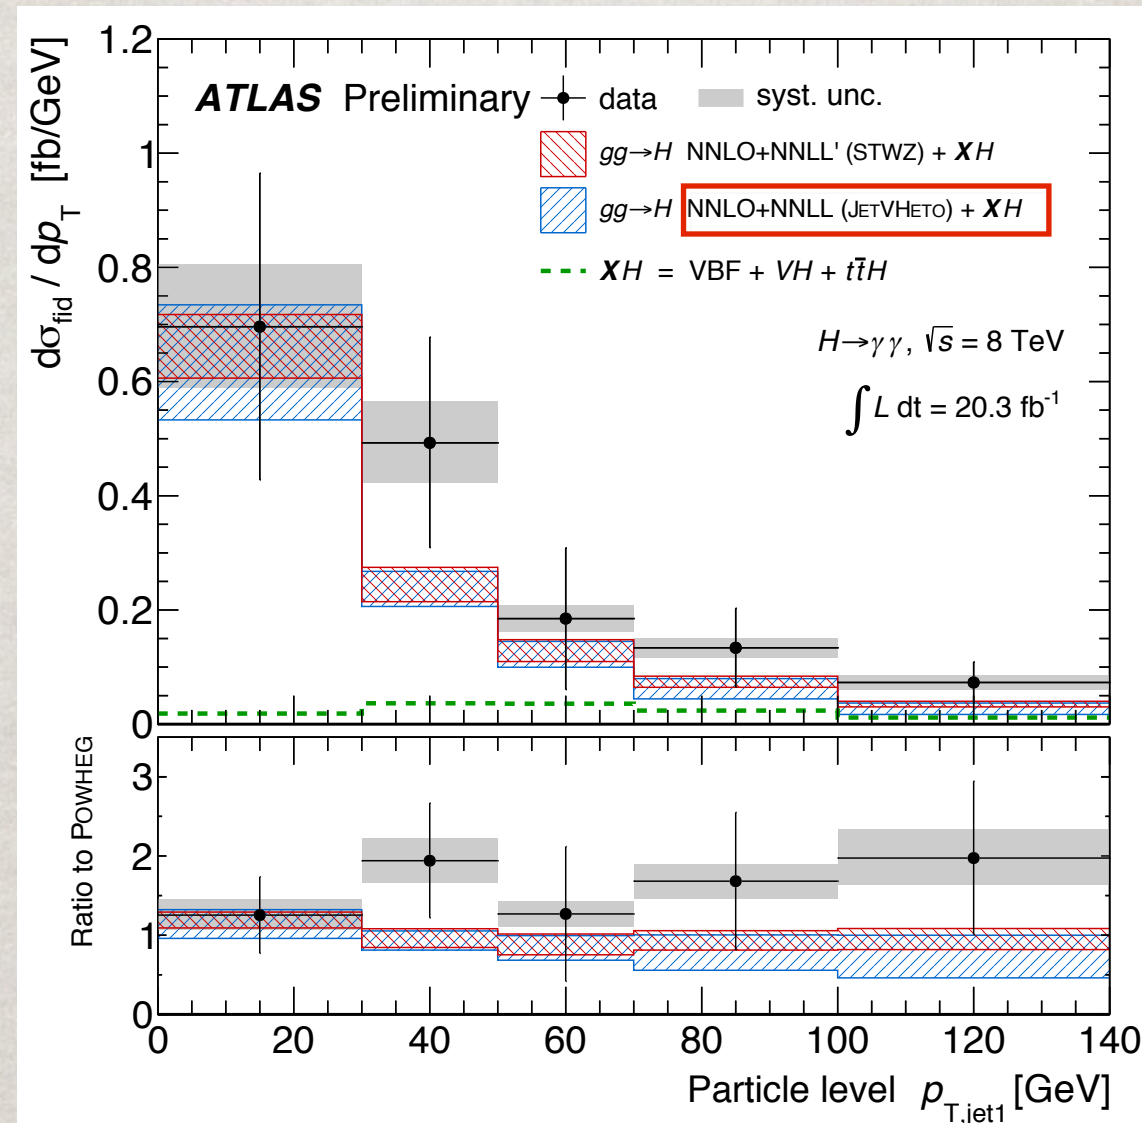 dσfid / dpT [fb/GeV]
1.2
1
0.8
0.6
0.4
0.2
0
ATLAS Preliminary
data
syst. unc.
gg→H NNLO+NNLL' (STWZ) + XH
gg→H NNLO+NNLL (JETVHETO) + XH
XH = VBF + VH + tt̄H
H→γγ, √s = 8 TeV
∫ L dt = 20.3 fb⁻¹
Ratio to POWHEG
3
2
1
0
0 20 40 60 80 100 120 140
Particle level pT,jet1 [GeV]